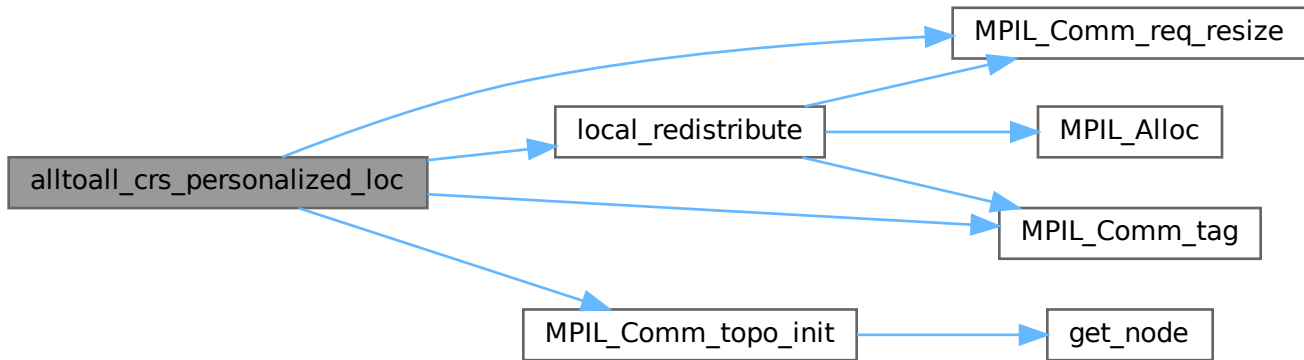 MPIL_Comm_req_resize
local_redistribute
MPIL_Alloc
alltoall_crs_personalized_loc
MPIL_Comm_tag
MPIL_Comm_topo_init
get_node